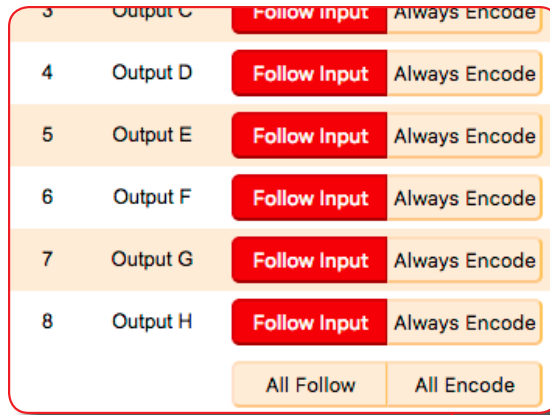 3 Output C Follow Input Always Encode
4 Output D Follow Input Always Encode
5 Output E Follow Input Always Encode
6 Output F Follow Input Always Encode
7 Output G Follow Input Always Encode
8 Output H Follow Input Always Encode
All Follow All Encode